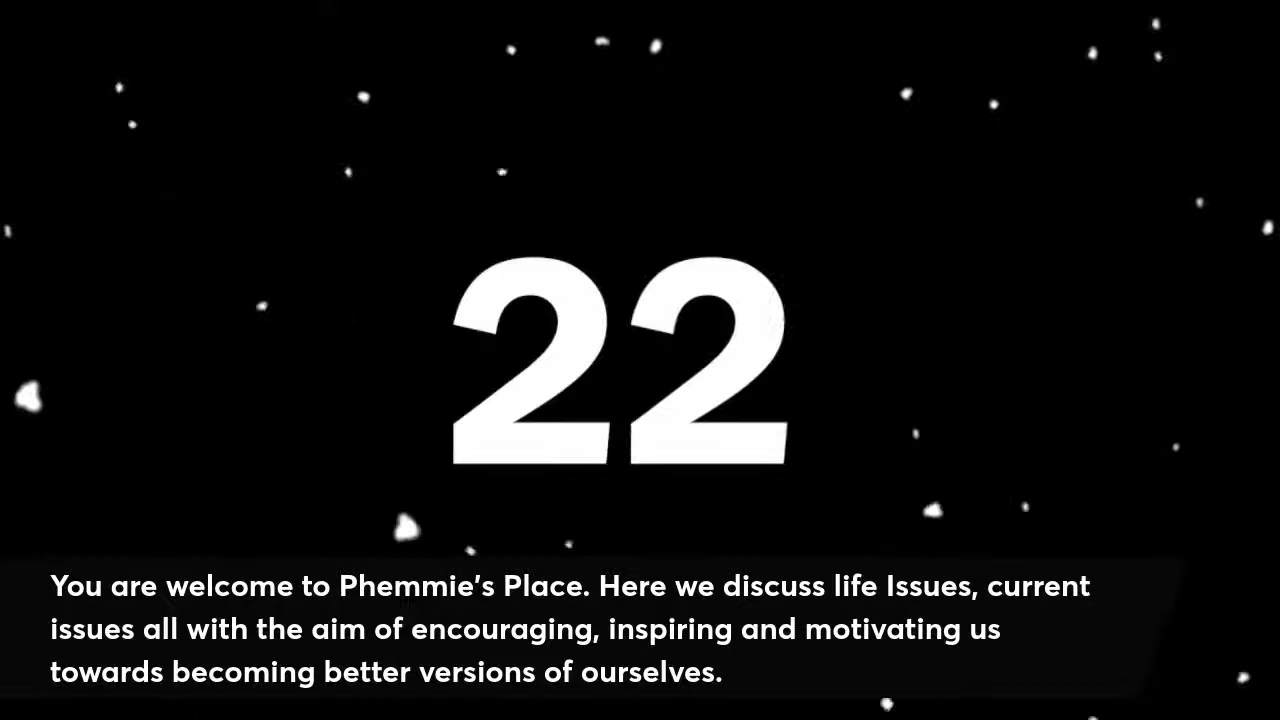 22
You are welcome to Phemmie's Place. Here we discuss life Issues, current
issues all with the aim of encouraging, inspiring and motivating us
towards becoming better versions of ourselves.